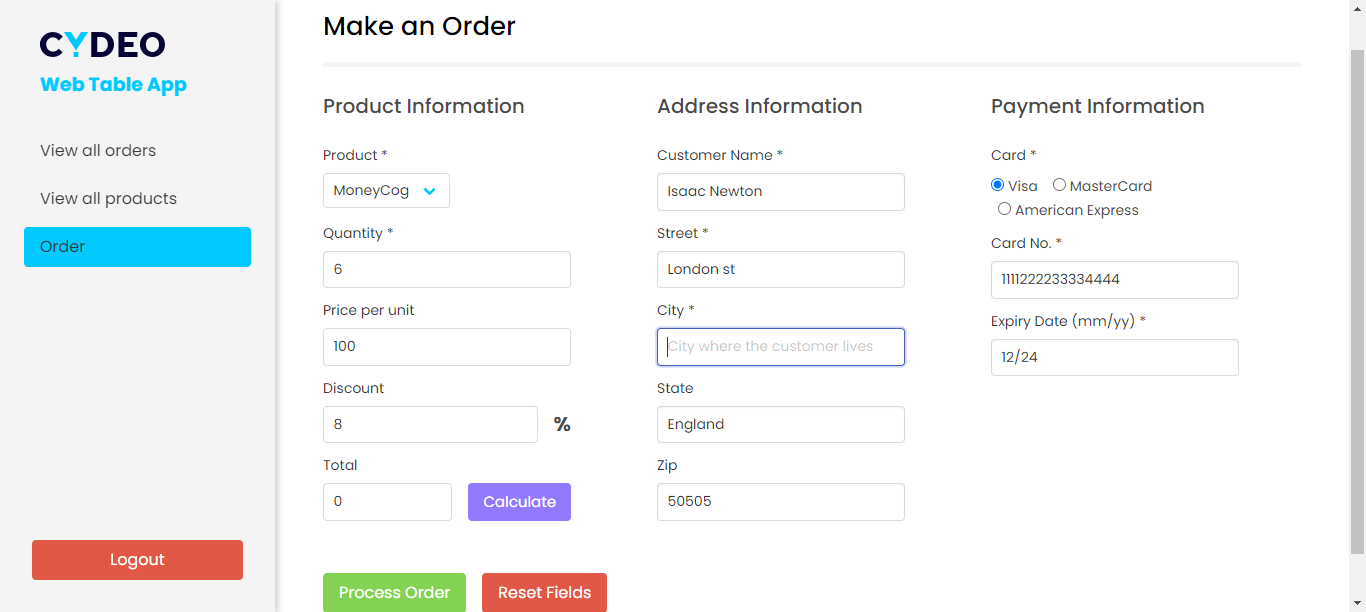 CYDEO
Web Table App
View all orders
View all products
Order
Logout
Make an Order
Product Information
Product *
MoneyCog
Quantity *
6
Price per unit
100
Discount
8
%
Total
0
Calculate
Address Information
Customer Name *
Isaac Newton
Street *
London st
City *
City where the customer lives
State
England
Zip
50505
Payment Information
Card *
Visa
MasterCard
American Express
Card No. *
1111222233334444
Expiry Date (mm/yy) *
12/24
Process Order
Reset Fields